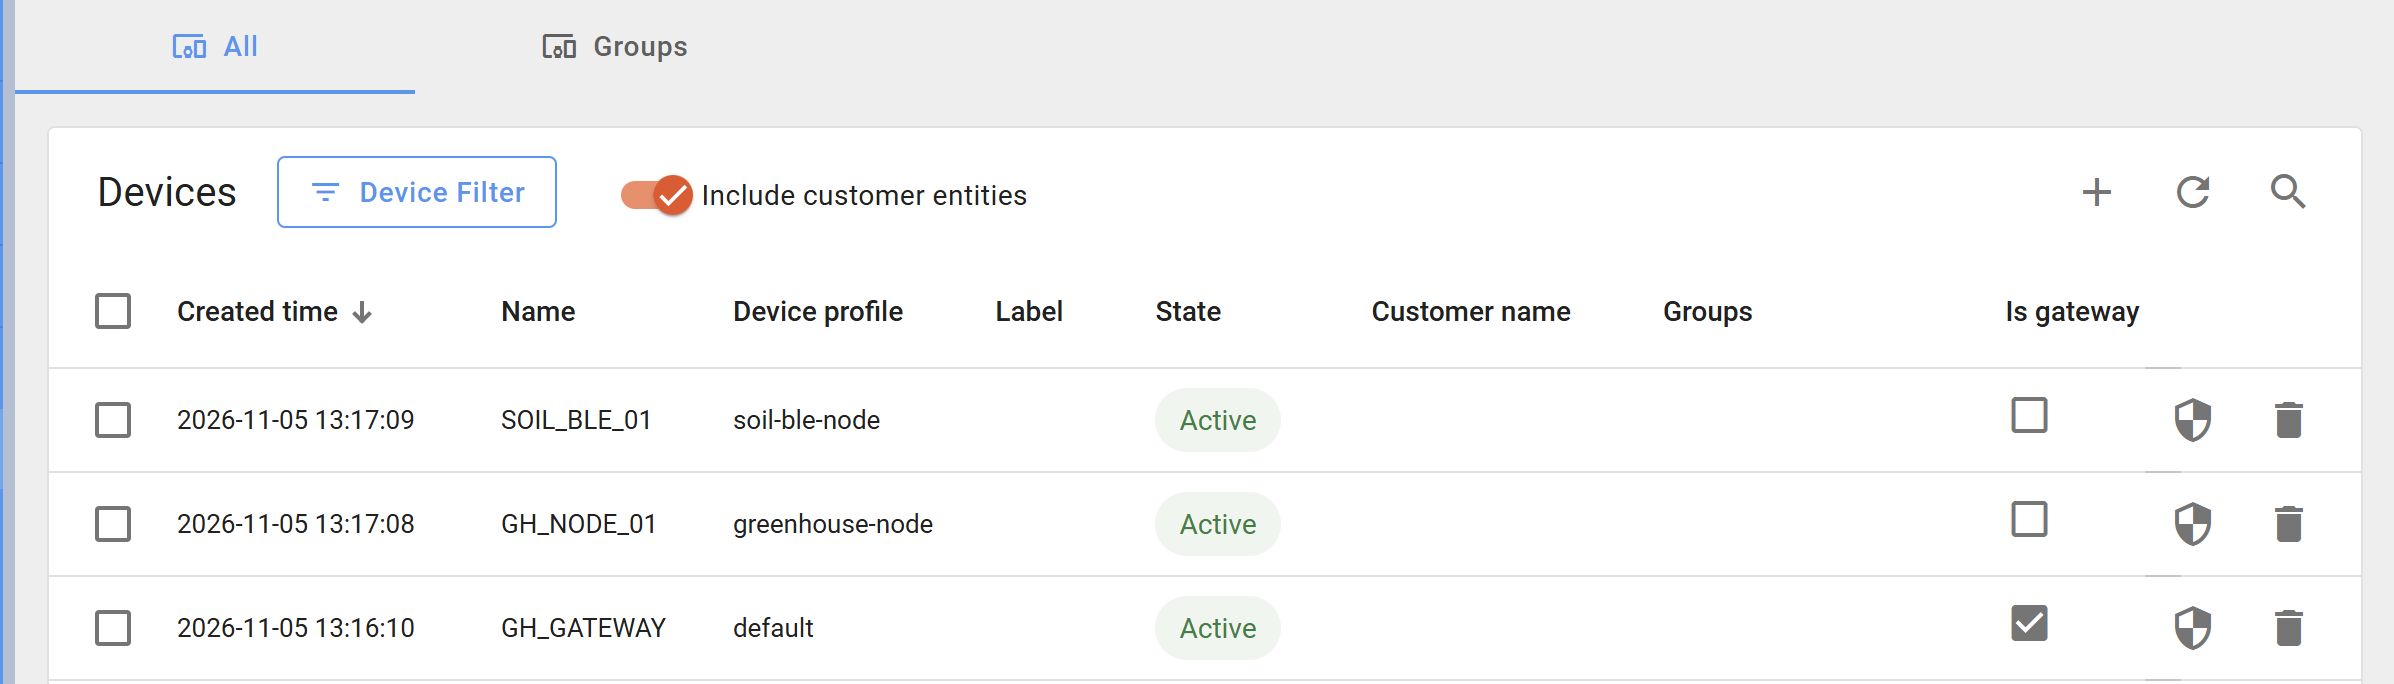 All Groups
Devices Device Filter Include customer entities
Created time Name Device profile Label State Customer name Groups Is gateway
2026-11-05 13:17:09 SOIL_BLE_01 soil-ble-node Active
2026-11-05 13:17:08 GH_NODE_01 greenhouse-node Active
2026-11-05 13:16:10 GH_GATEWAY default Active